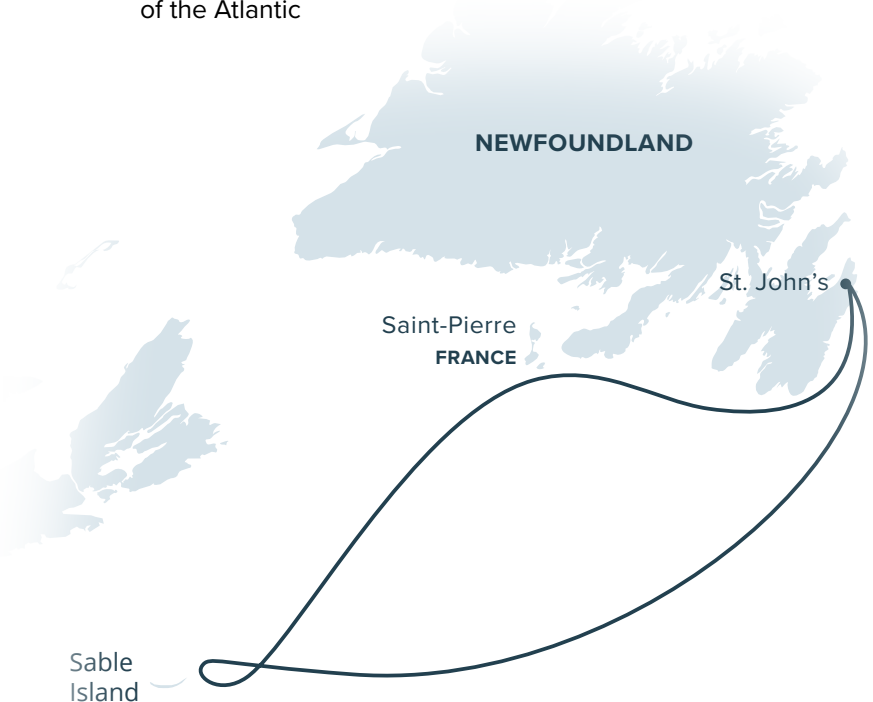 of the Atlantic
NEWFOUNDLAND
St. John’s
Saint-Pierre
FRANCE
Sable
Island